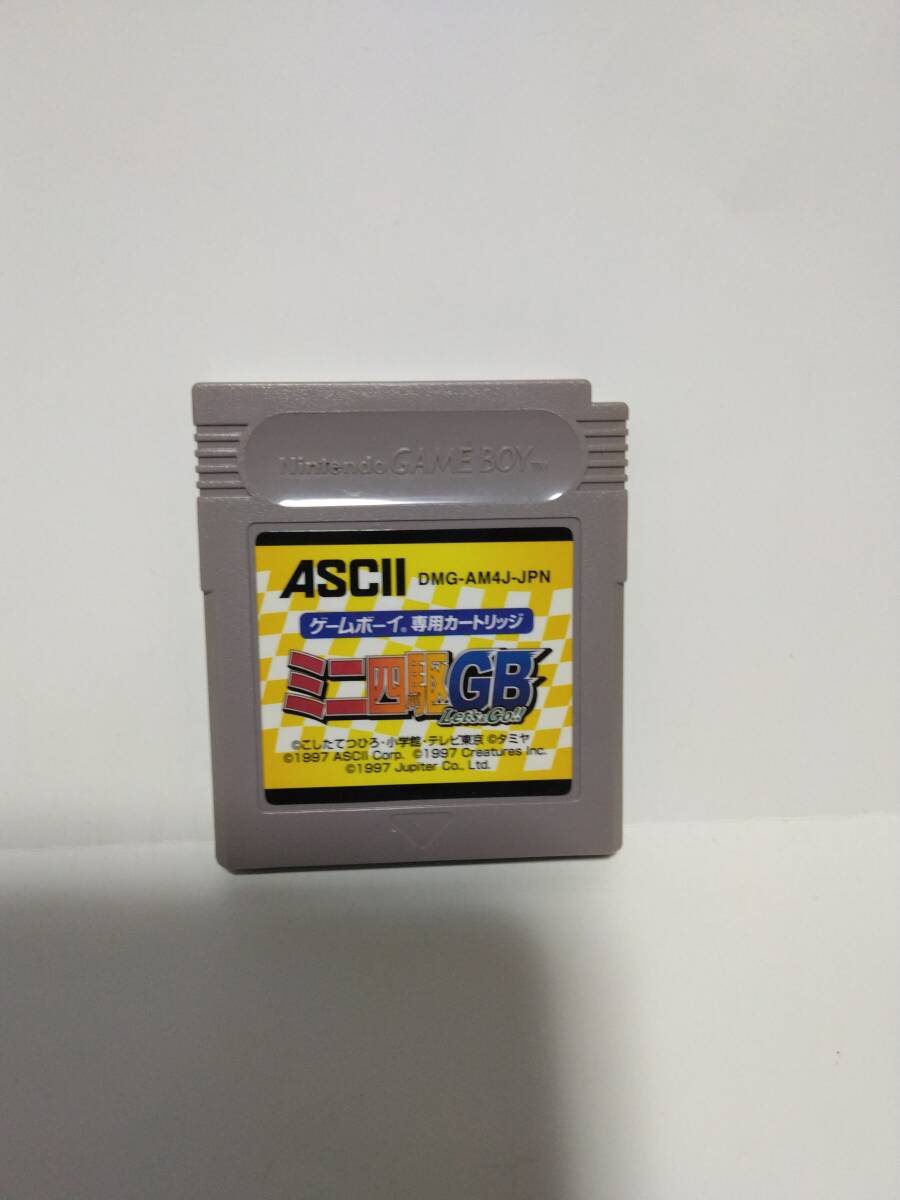 Nintendo GAME BOY™
ASCII DMG-AM4J-JPN
ゲームボーイ® 専用カートリッジ
ミニ四駆GB
Let's&Go!!
©こしたてつひろ・小学館・テレビ東京 ©タミヤ
©1997 ASCII Corp. ©1997 Creatures Inc.
©1997 Jupiter Co., Ltd.